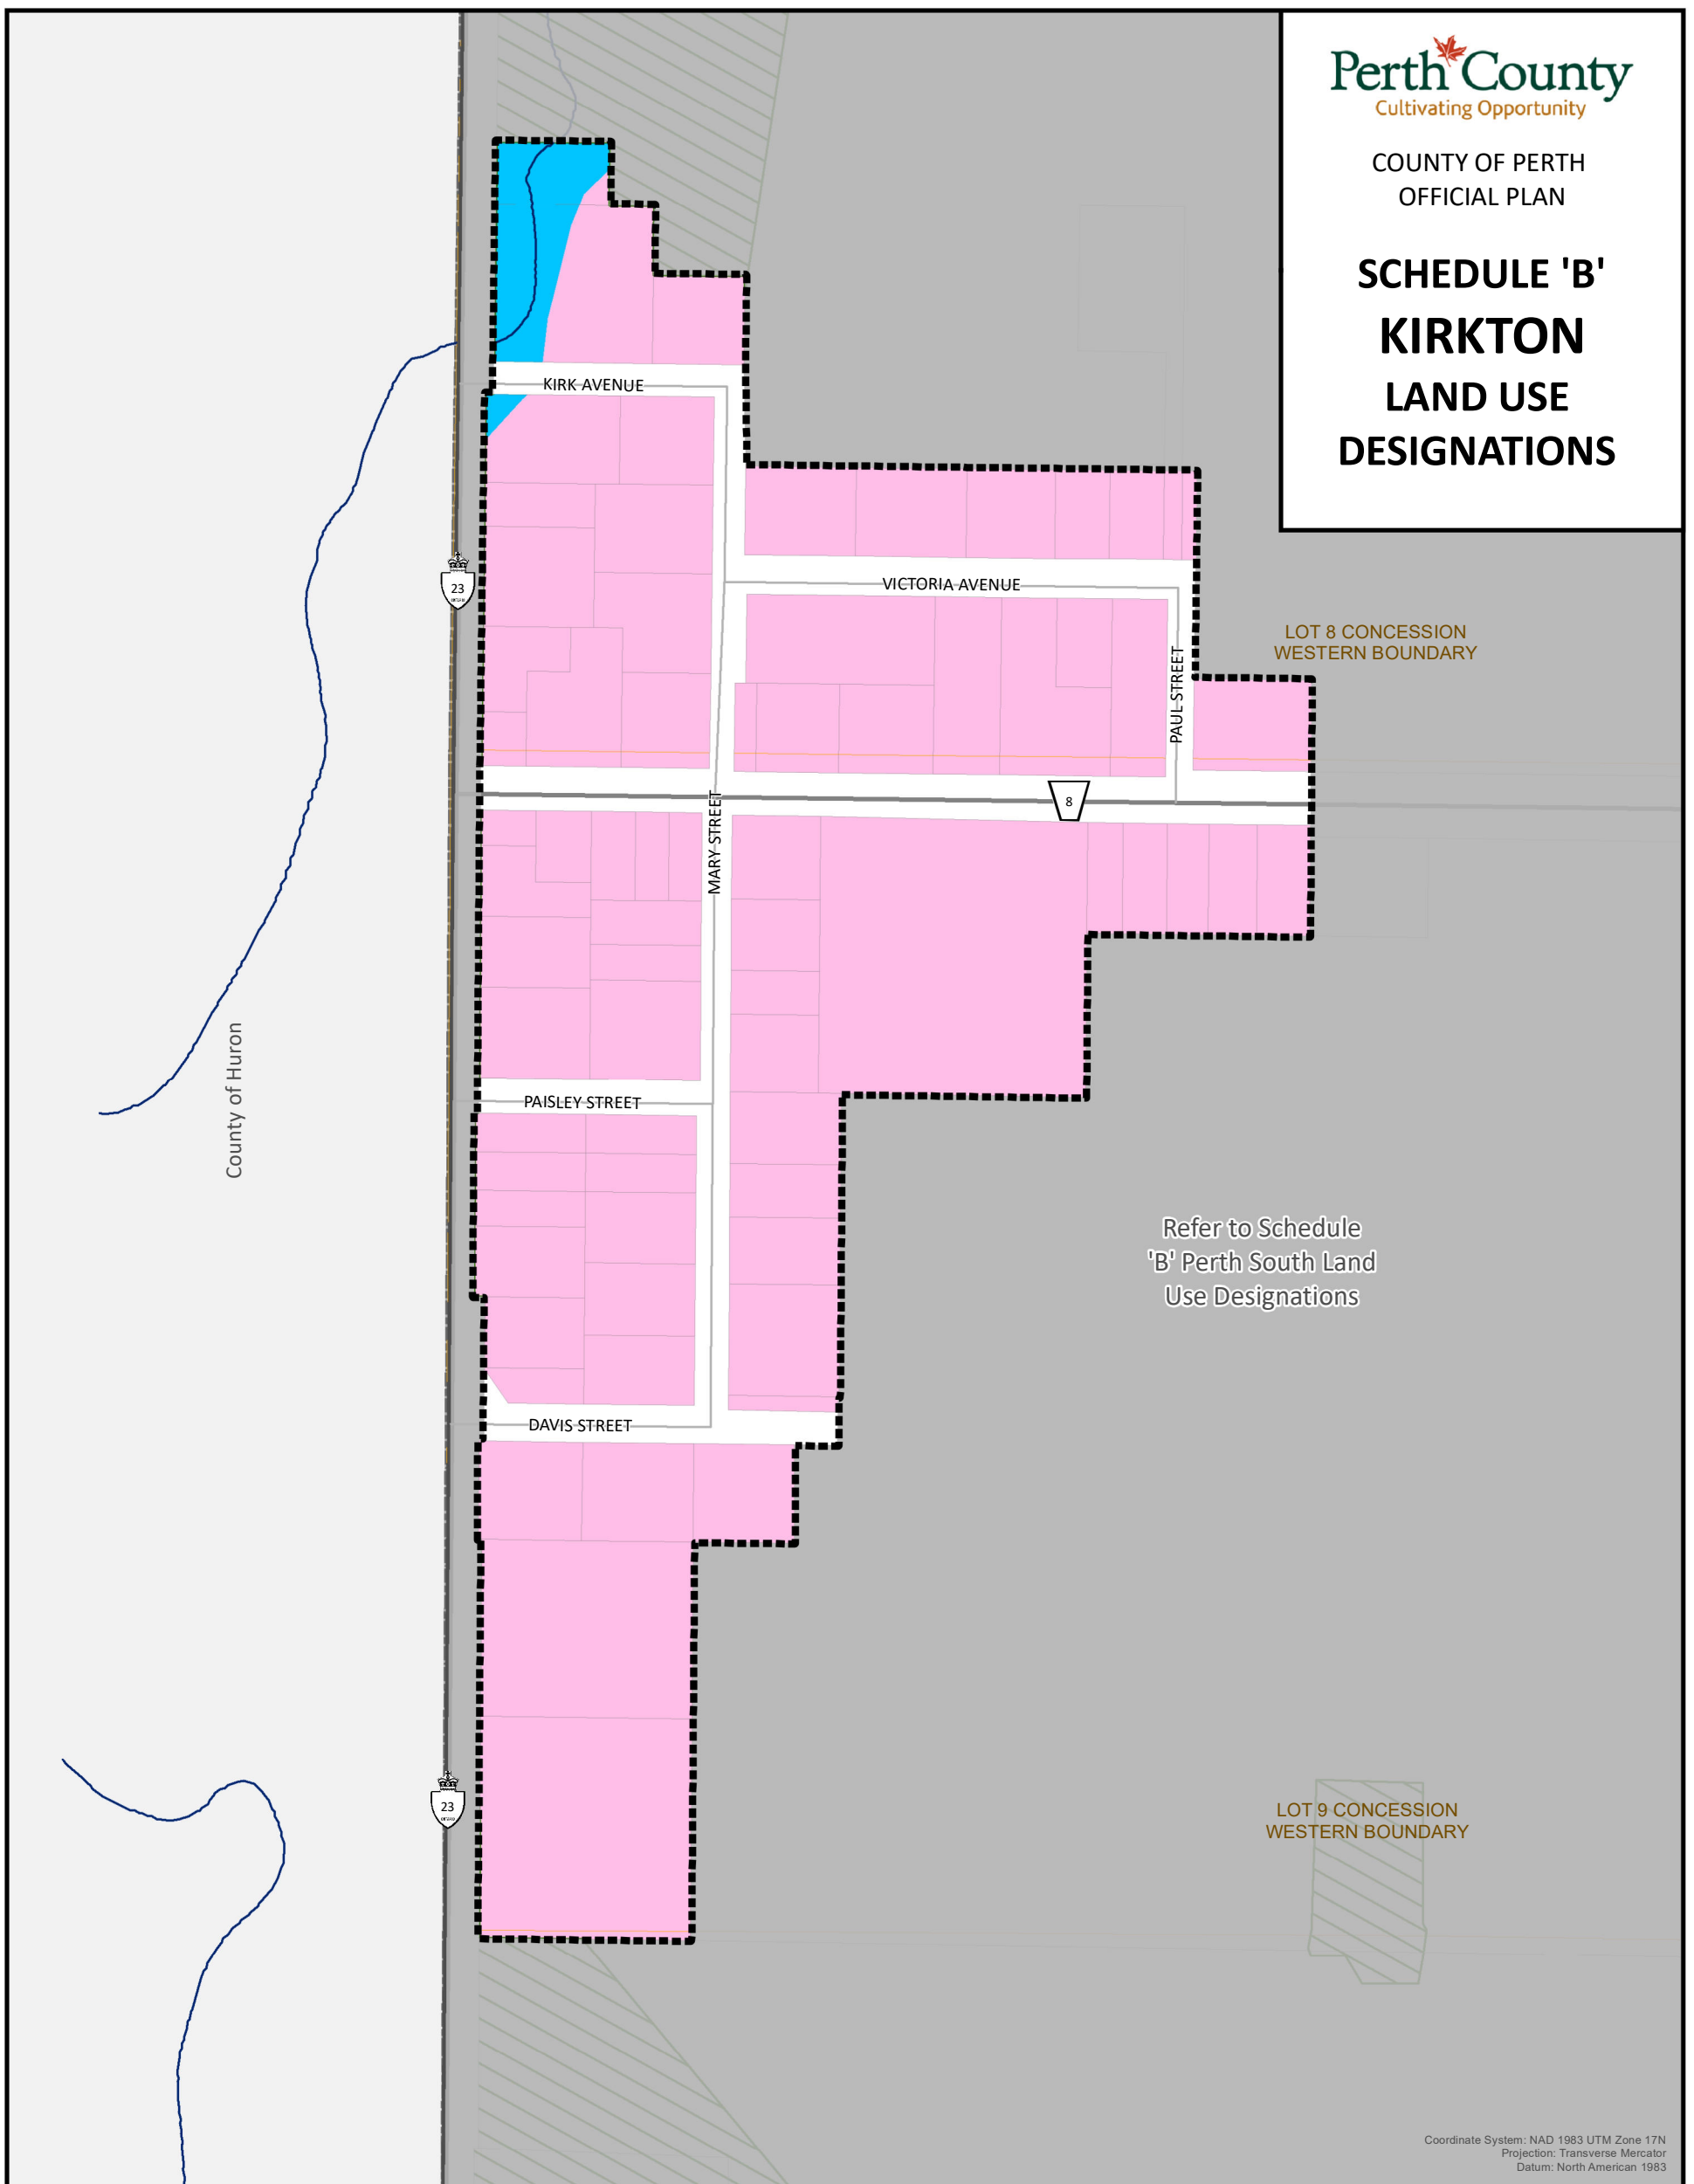 Perth County
Cultivating Opportunity
COUNTY OF PERTH
OFFICIAL PLAN
SCHEDULE 'B'
KIRKTON
LAND USE
DESIGNATIONS
KIRK AVENUE
23
VICTORIA AVENUE
LOT 8 CONCESSION
WESTERN BOUNDARY
PAUL STREET
8
MARY STREET
County of Huron
PAISLEY STREET
Refer to Schedule
'B' Perth South Land
Use Designations
DAVIS STREET
23
LOT 9 CONCESSION
WESTERN BOUNDARY
Coordinate System: NAD 1983 UTM Zone 17N
Projection: Transverse Mercator
Datum: North American 1983